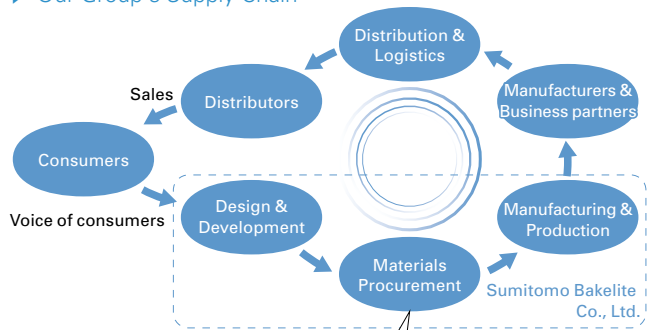 Our Group's Supply Chain
Distribution &
Logistics
Sales
Distributors
Manufacturers &
Business partners
Consumers
Voice of consumers
Design &
Development
Manufacturing &
Production
Materials
Procurement
Sumitomo Bakelite
Co., Ltd.